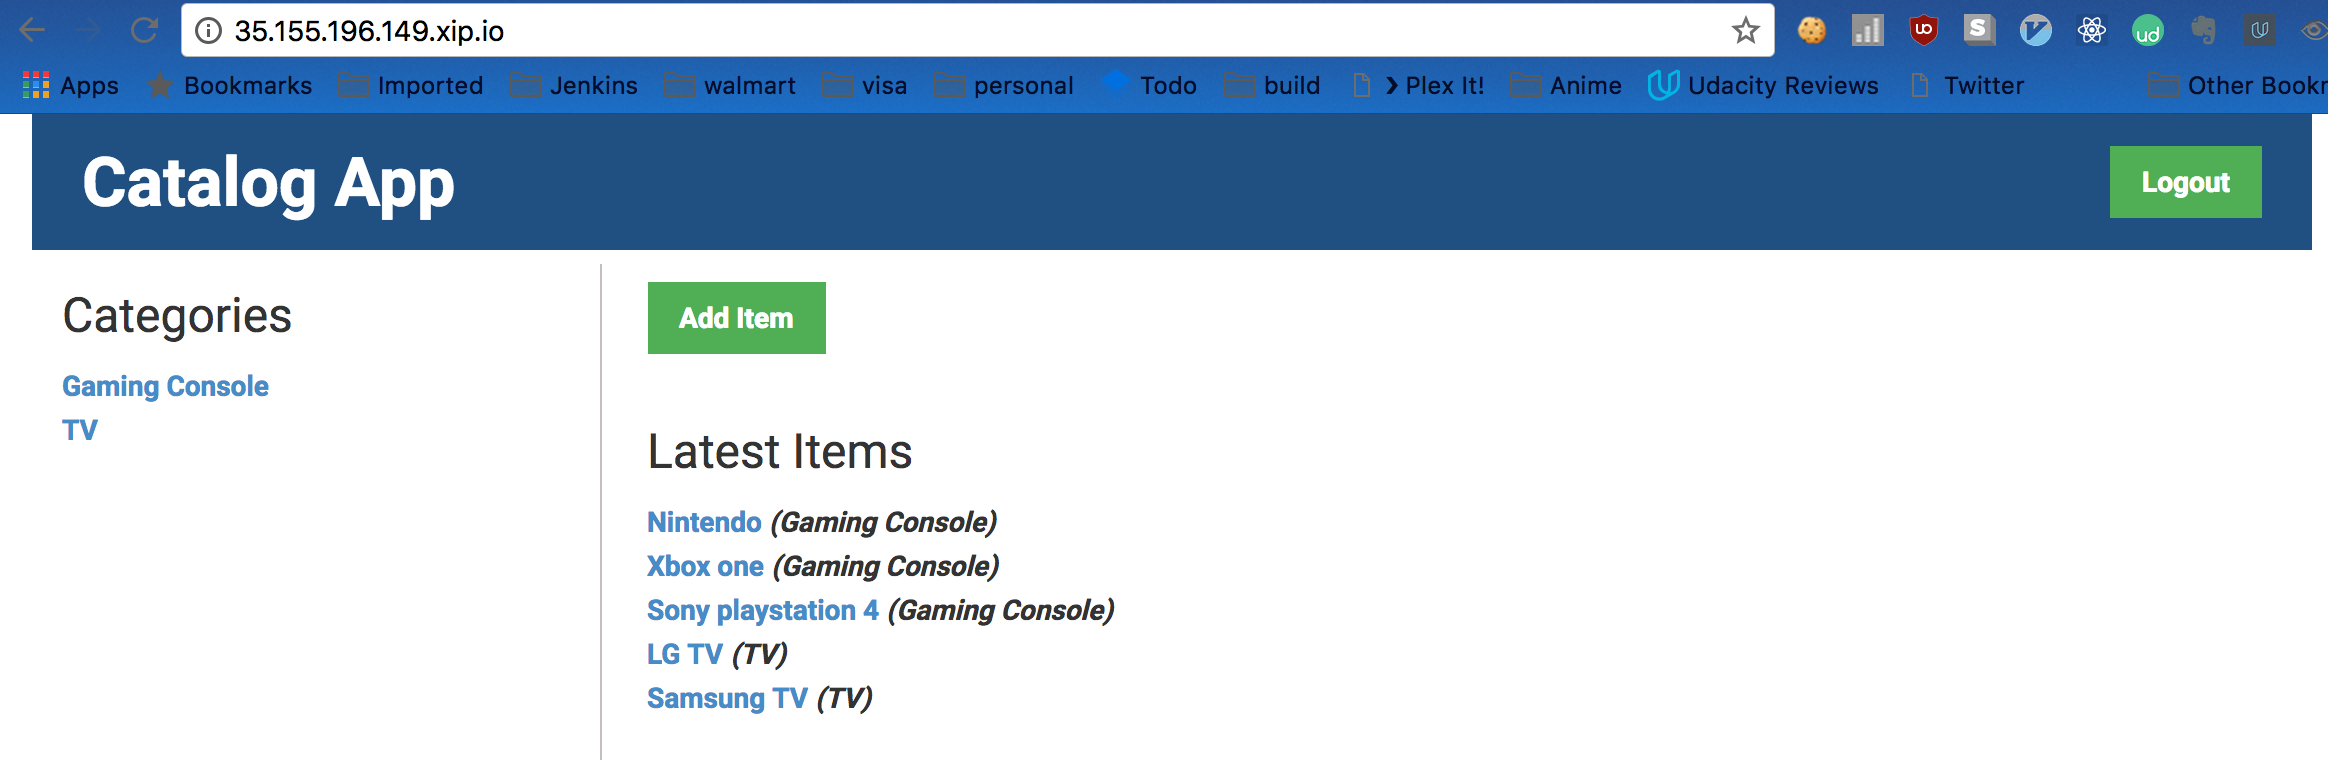 35.155.196.149.xip.io
Apps Bookmarks Imported Jenkins walmart visa personal Todo build › Plex It! Anime Udacity Reviews Twitter Other Bookr
Catalog App
Logout
Categories
Gaming Console
TV
Add Item
Latest Items
Nintendo (Gaming Console)
Xbox one (Gaming Console)
Sony playstation 4 (Gaming Console)
LG TV (TV)
Samsung TV (TV)